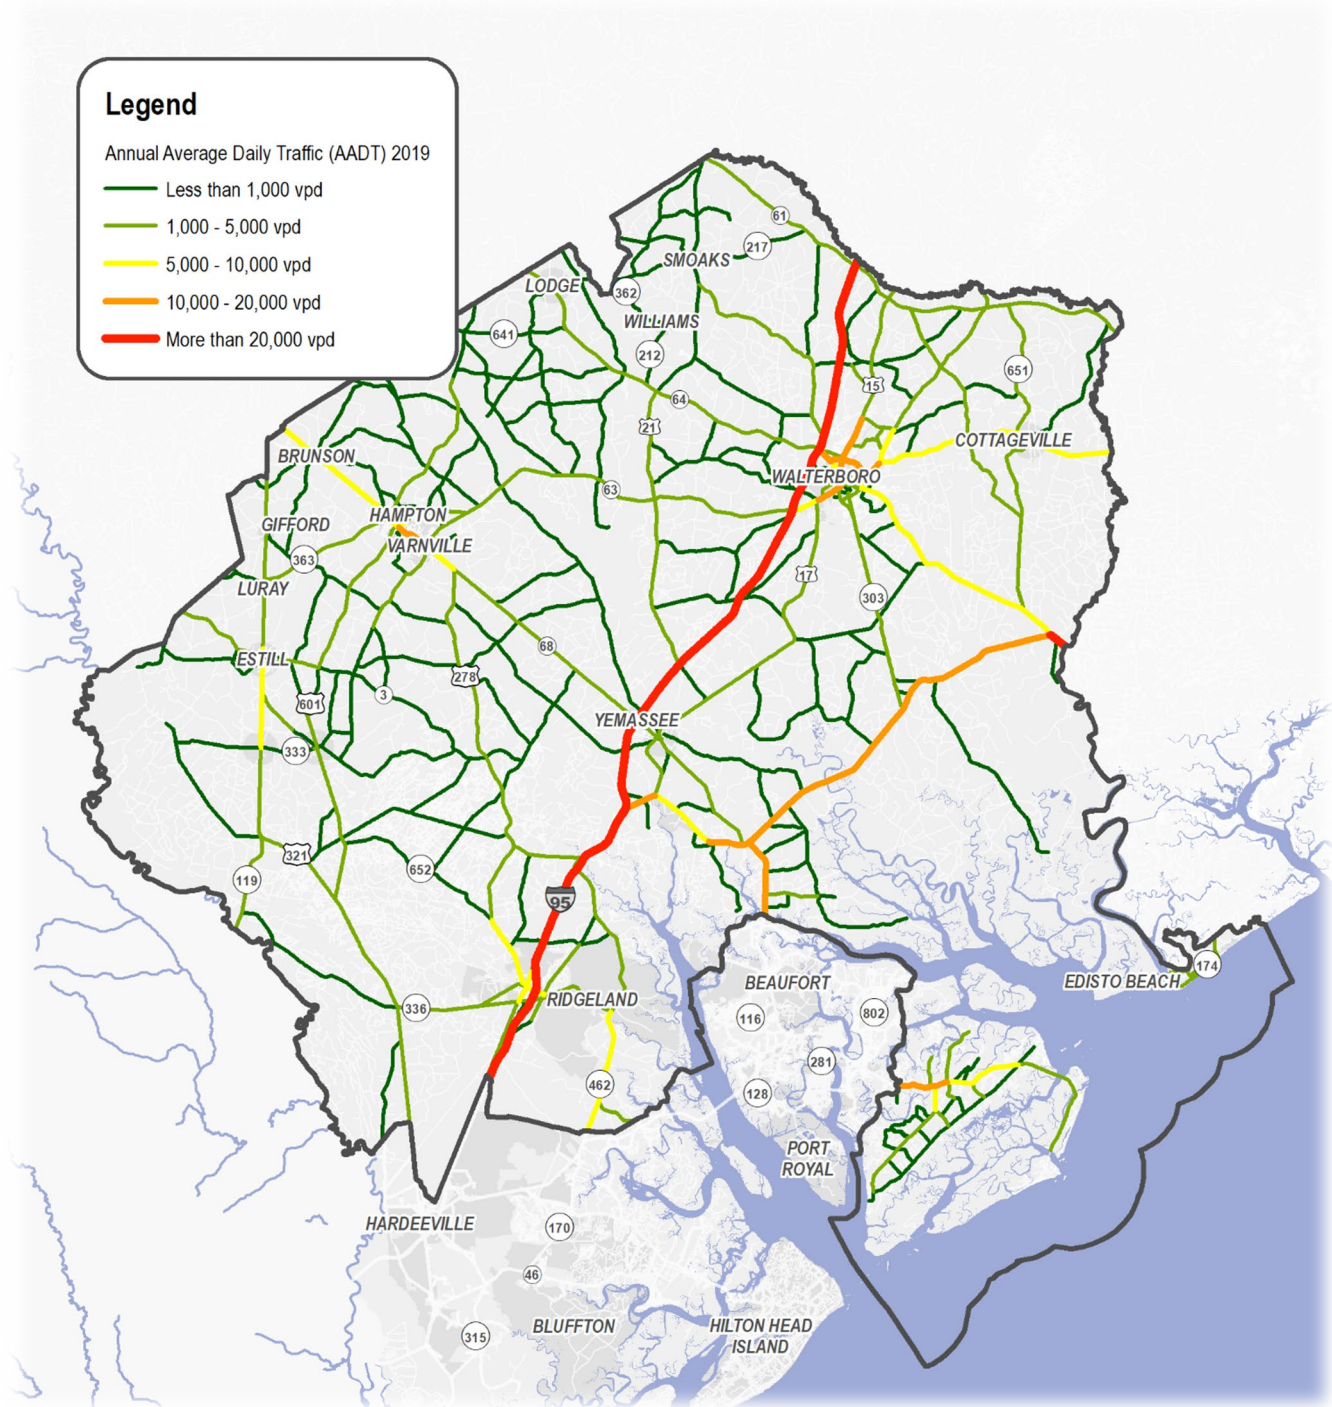 Legend
Annual Average Daily Traffic (AADT) 2019
Less than 1,000 vpd
1,000 - 5,000 vpd
5,000 - 10,000 vpd
10,000 - 20,000 vpd
More than 20,000 vpd
61
217
SMOAKS
LODGE
362
WILLIAMS
641
212
651
15
64
21
COTTAGEVILLE
BRUNSON
WALTERBORO
63
HAMPTON
GIFFORD
VARNVILLE
363
17
LURAY
303
68
ESTILL
278
3
601
YEMASSEE
333
321
652
119
95
174
EDISTO BEACH
BEAUFORT
RIDGELAND
336
116
802
281
462
128
PORT
ROYAL
HARDEEVILLE
170
46
BLUFFTON
HILTON HEAD
ISLAND
315